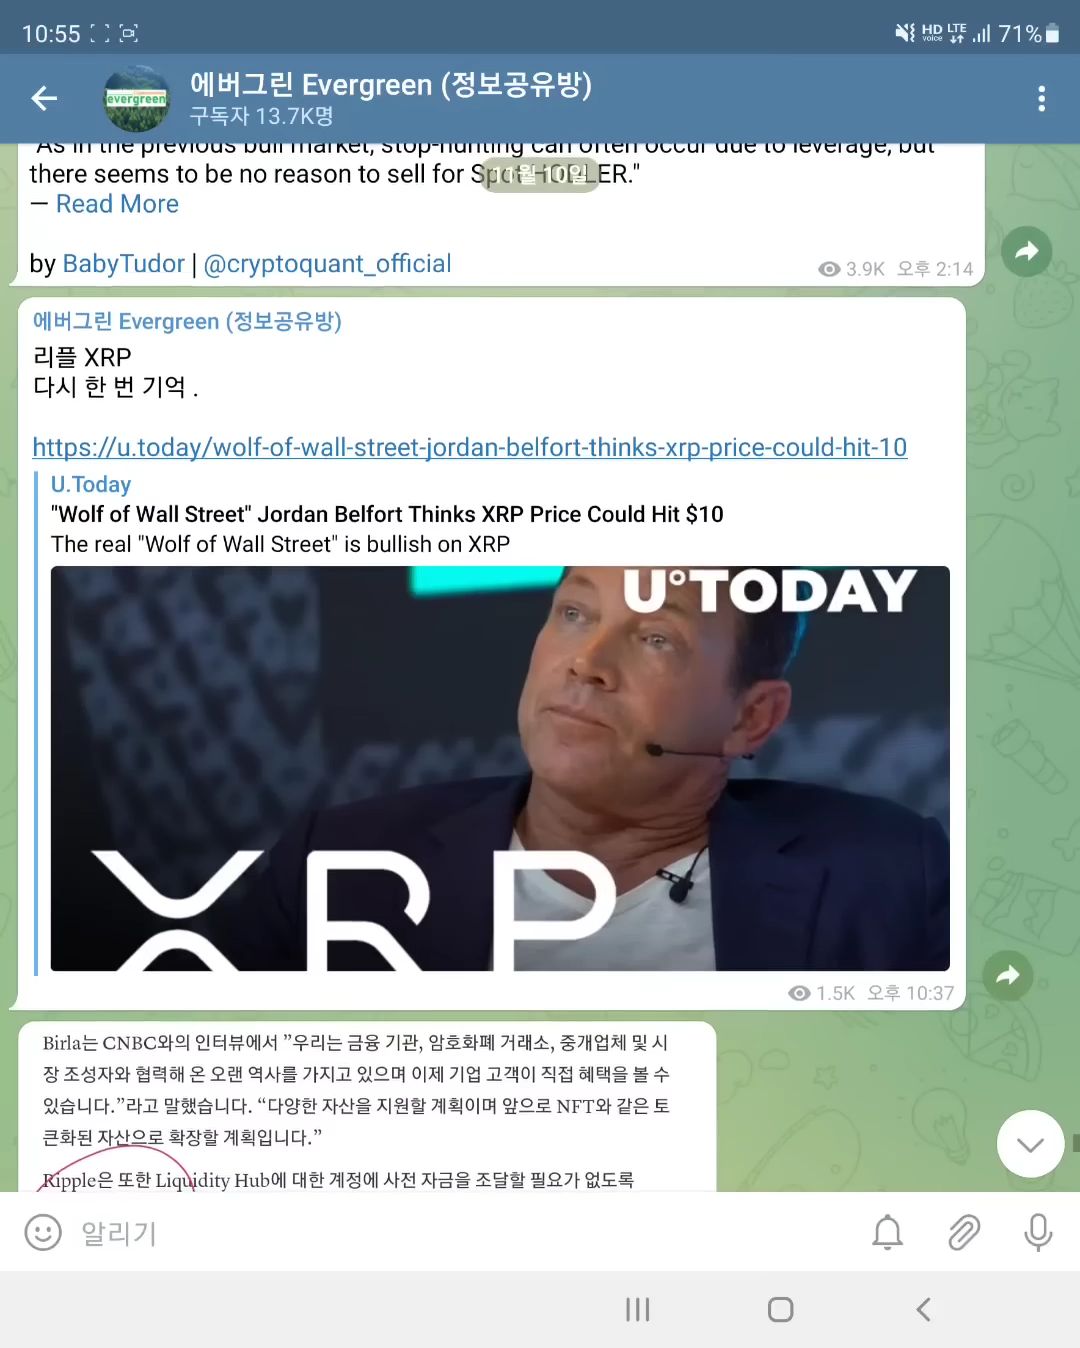 10:55
HD voice LTE 71%
에버그린 Evergreen (정보공유방)
evergreen
구독자 13.7K명
"As in the previous bull market, stop-hunting can often occur due to leverage, but
there seems to be no reason to sell for Spot HODLER."
11월 10일
— Read More
by BabyTudor | @cryptoquant_official
3.9K 오후 2:14
에버그린 Evergreen (정보공유방)
리플 XRP
다시 한 번 기억 .
https://u.today/wolf-of-wall-street-jordan-belfort-thinks-xrp-price-could-hit-10
U.Today
"Wolf of Wall Street" Jordan Belfort Thinks XRP Price Could Hit $10
The real "Wolf of Wall Street" is bullish on XRP
U°TODAY
XRP
1.5K 오후 10:37
Birla는 CNBC와의 인터뷰에서 ”우리는 금융 기관, 암호화폐 거래소, 중개업체 및 시
장 조성자와 협력해 온 오랜 역사를 가지고 있으며 이제 기업 고객이 직접 혜택을 볼 수
있습니다.”라고 말했습니다. “다양한 자산을 지원할 계획이며 앞으로 NFT와 같은 토
큰화된 자산으로 확장할 계획입니다.”
Ripple은 또한 Liquidity Hub에 대한 계정에 사전 자금을 조달할 필요가 없도록
알리기